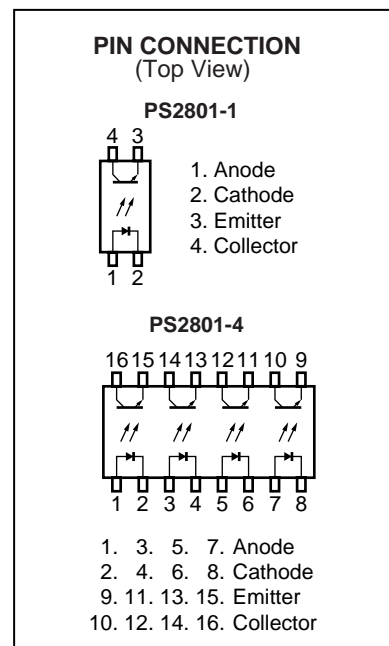 PIN CONNECTION
(Top View)
PS2801-1
4 3
1. Anode
2. Cathode
3. Emitter
4. Collector
1 2
PS2801-4
16 15 14 13 12 11 10 9
1 2 3 4 5 6 7 8
1. 3. 5. 7. Anode
2. 4. 6. 8. Cathode
9. 11. 13. 15. Emitter
10. 12. 14. 16. Collector